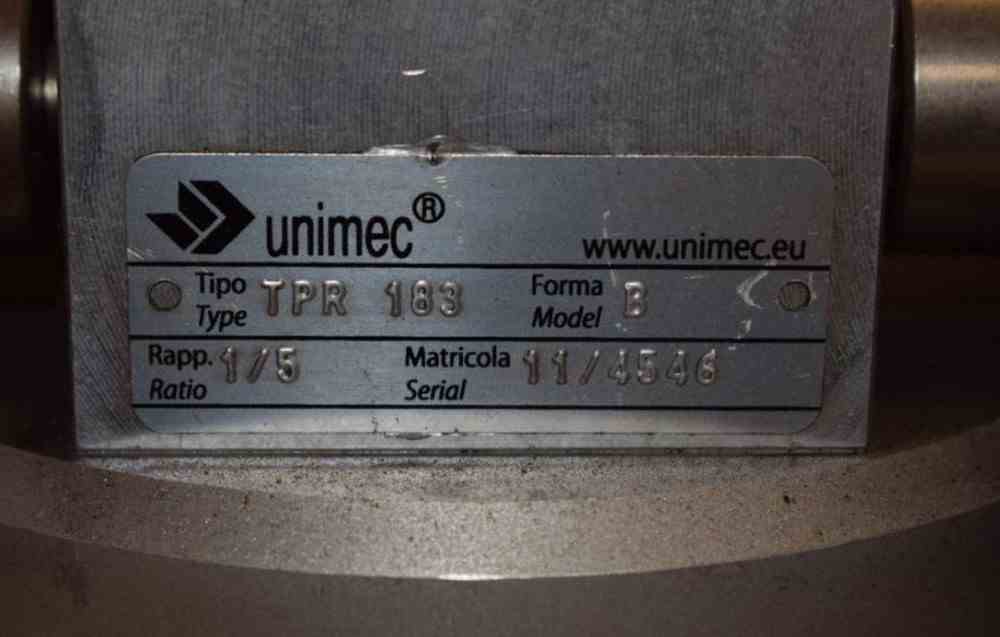 unimec®
www.unimec.eu
Tipo Type TPR 183 Forma Model B
Rapp. Ratio 1/5 Matricola Serial 11/4546